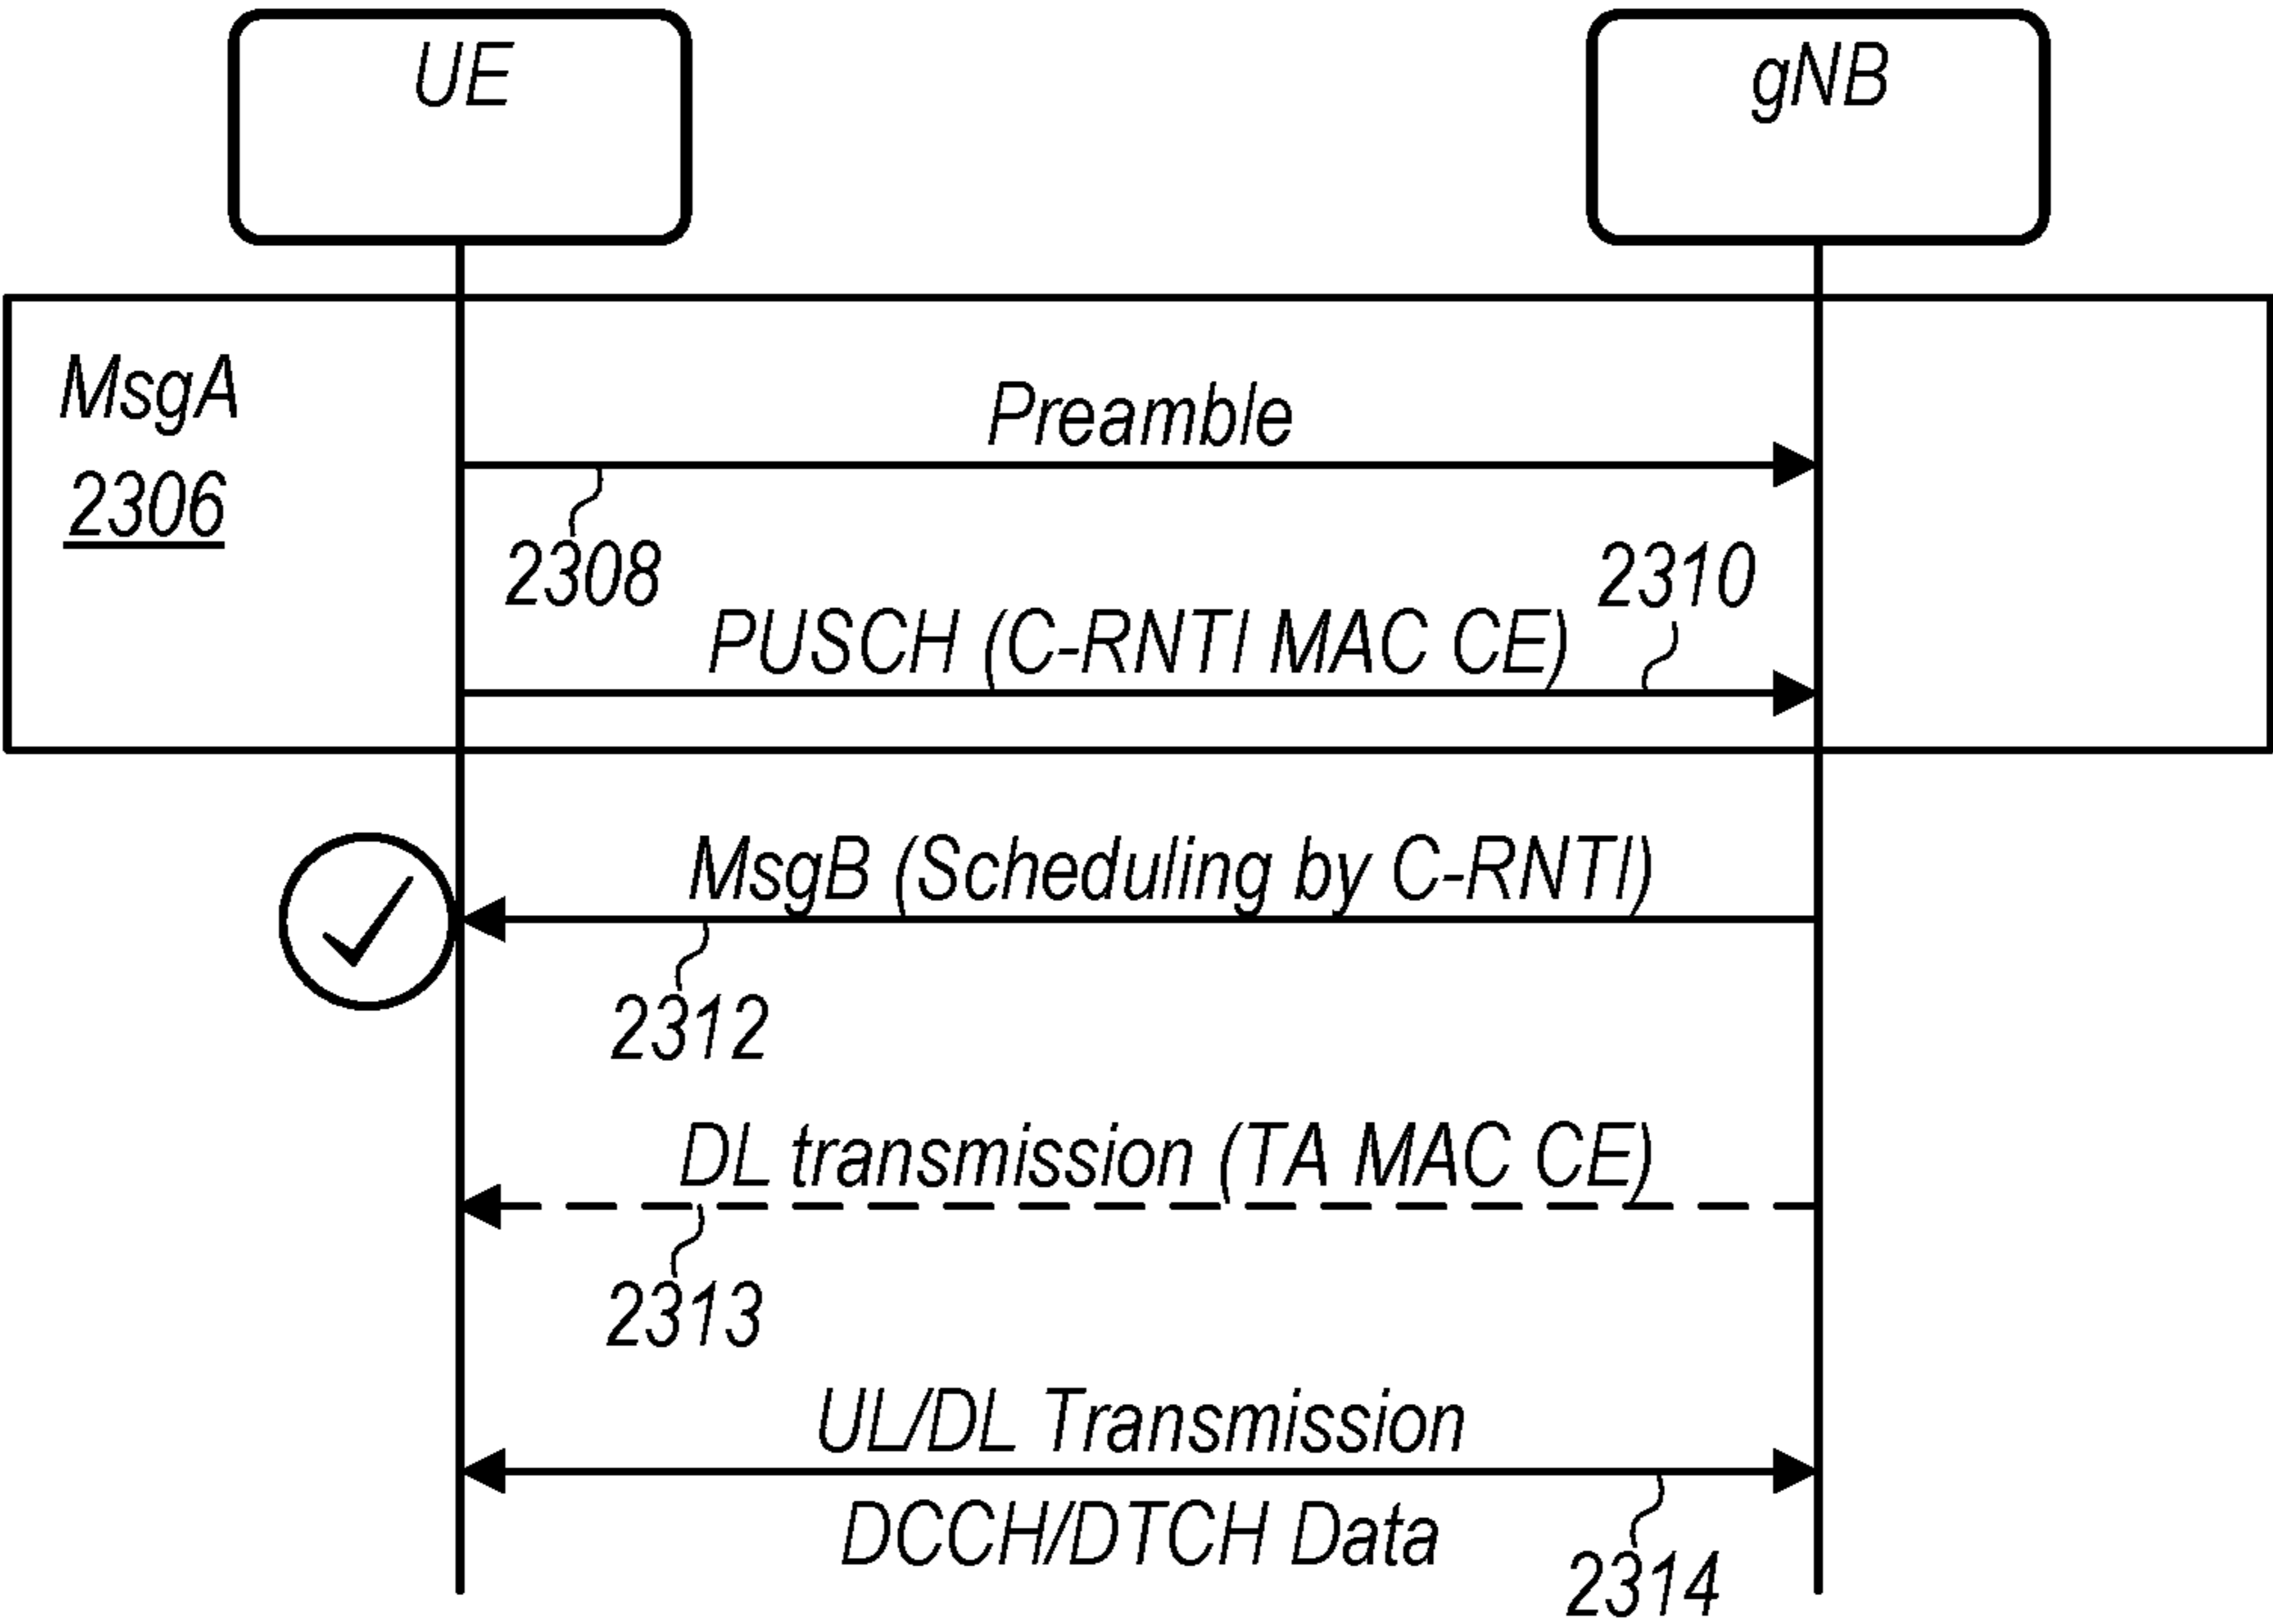 UE
gNB
MsgA
2306
Preamble
2308
2310
PUSCH (C-RNTI MAC CE)
MsgB (Scheduling by C-RNTI)
2312
DL transmission (TA MAC CE)
2313
UL/DL Transmission
DCCH/DTCH Data
2314